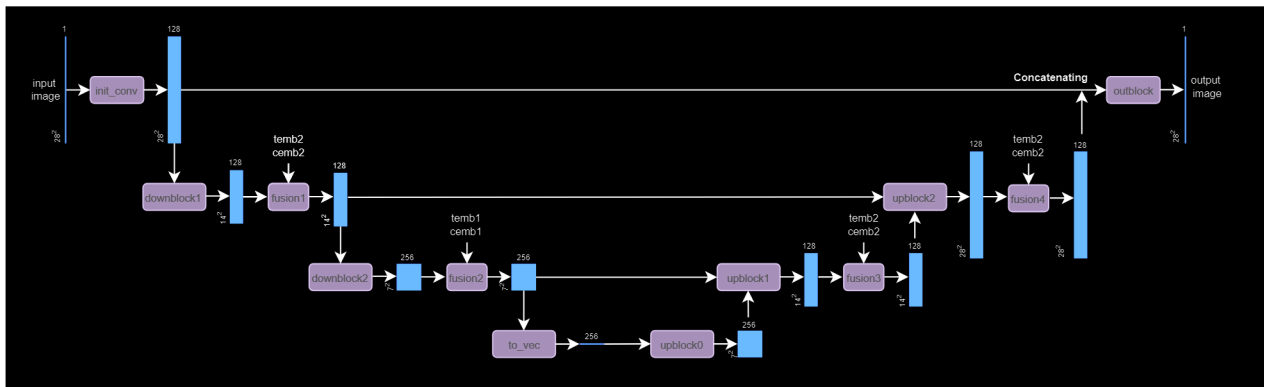 1
128
1
input
image
init_conv
Concatenating
outblock
output
image
28²
28²
28²
temb2
cemb2
temb2
cemb2
128
128
128
128
downblock1
fusion1
upblock2
fusion4
14²
14²
temb1
cemb1
temb2
cemb2
28²
28²
256
256
128
128
downblock2
fusion2
upblock1
fusion3
7²
7²
14²
14²
256
256
to_vec
upblock0
7²